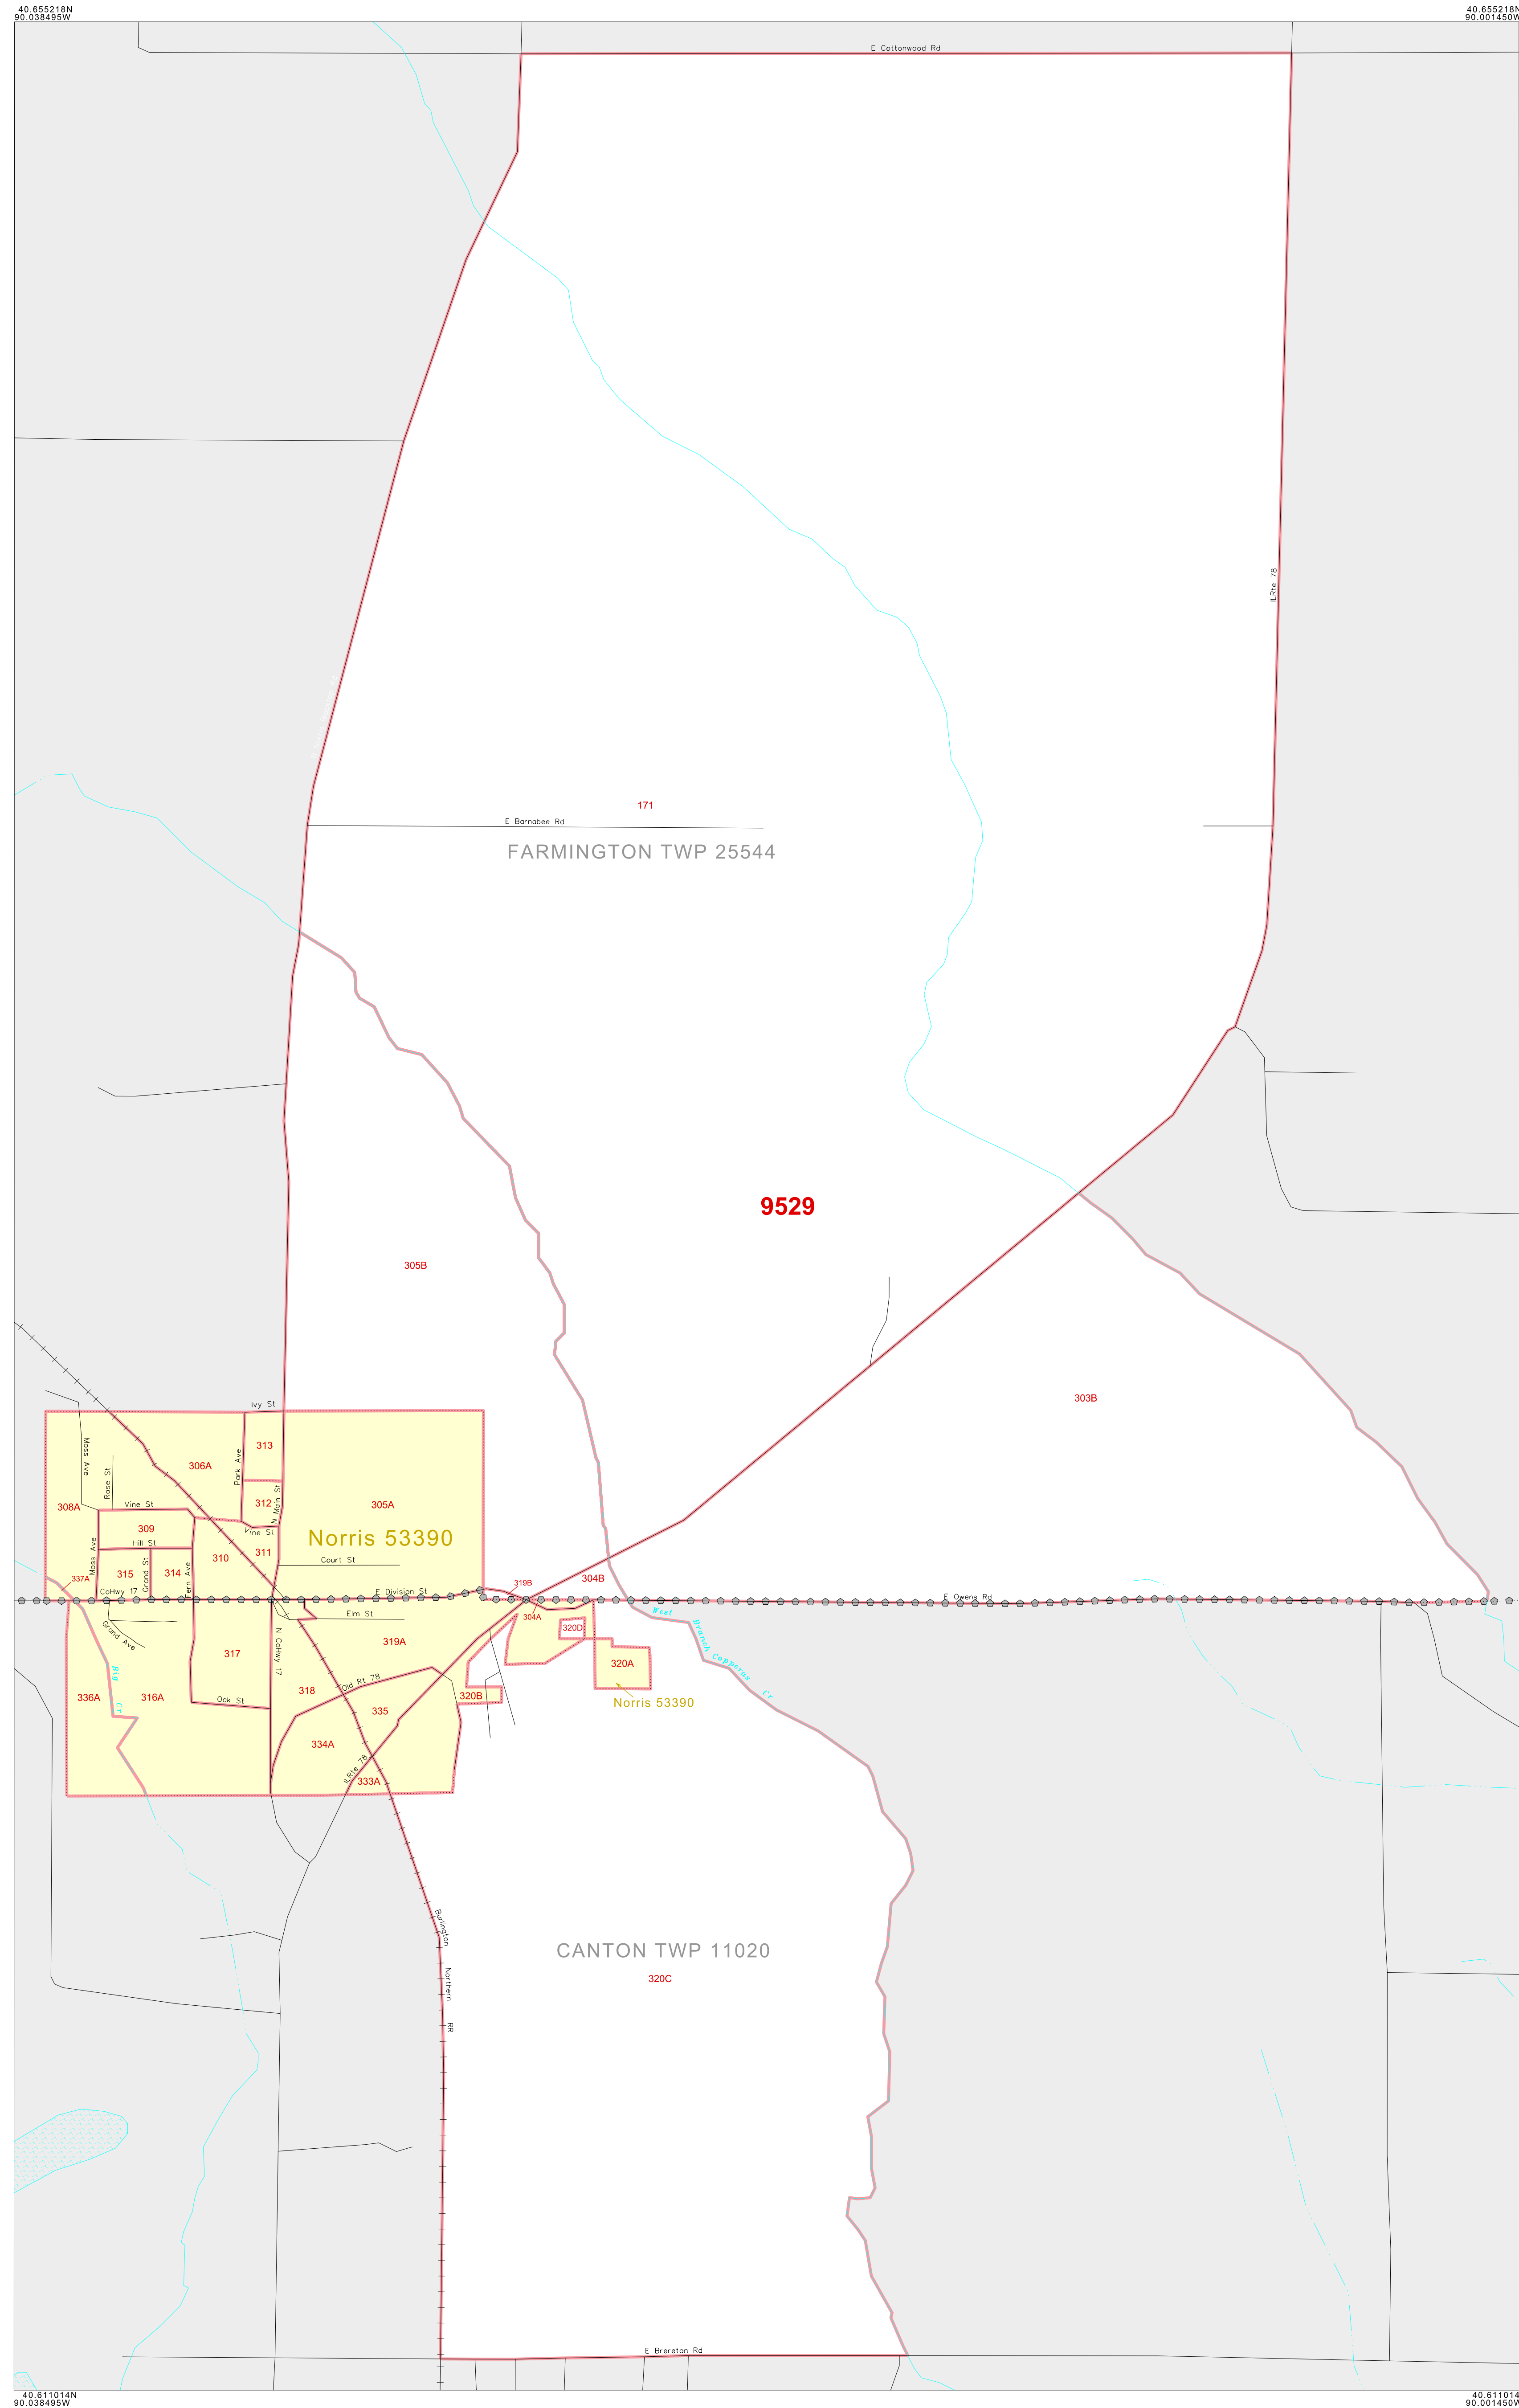 40.655218N
90.038495W
40.655218N
90.001450W
E Cottonwood Rd
ILRte 78
171
E Barnabee Rd
FARMINGTON TWP 25544
9529
305B
303B
Ivy St
313
Moss Ave
306A
Park Ave
Rose St
308A
Vine St
312
N Main St
305A
309
Vine St
Norris 53390
Hill St
310
311
Court St
Moss Ave
315
Grand St
314
Fern Ave
337A
CoHwy 17
E Division St
319B
304B
E Owens Rd
304A
Elm St
West Branch Copperas Cr
Grand Ave
320D
317
N CoHwy 17
319A
320A
Big Cr
336A
316A
Oak St
318
Old Rt 78
320B
Norris 53390
335
334A
ILRte 78
333A
Burlington Northern RR
CANTON TWP 11020
320C
E Brereton Rd
40.611014N
90.038495W
40.611014
90.001450W